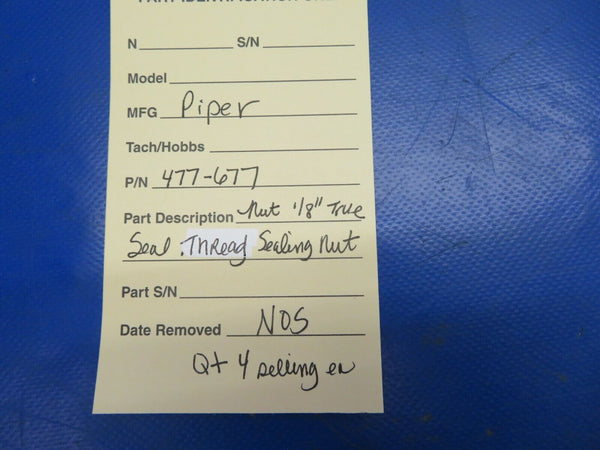 N S/N
Model
MFG Piper
Tach/Hobbs
P/N 477-677
Part Description Nut 1/8" True
Seal . Thread Sealing Nut
Part S/N
Date Removed NOS
Qt 4 selling ea